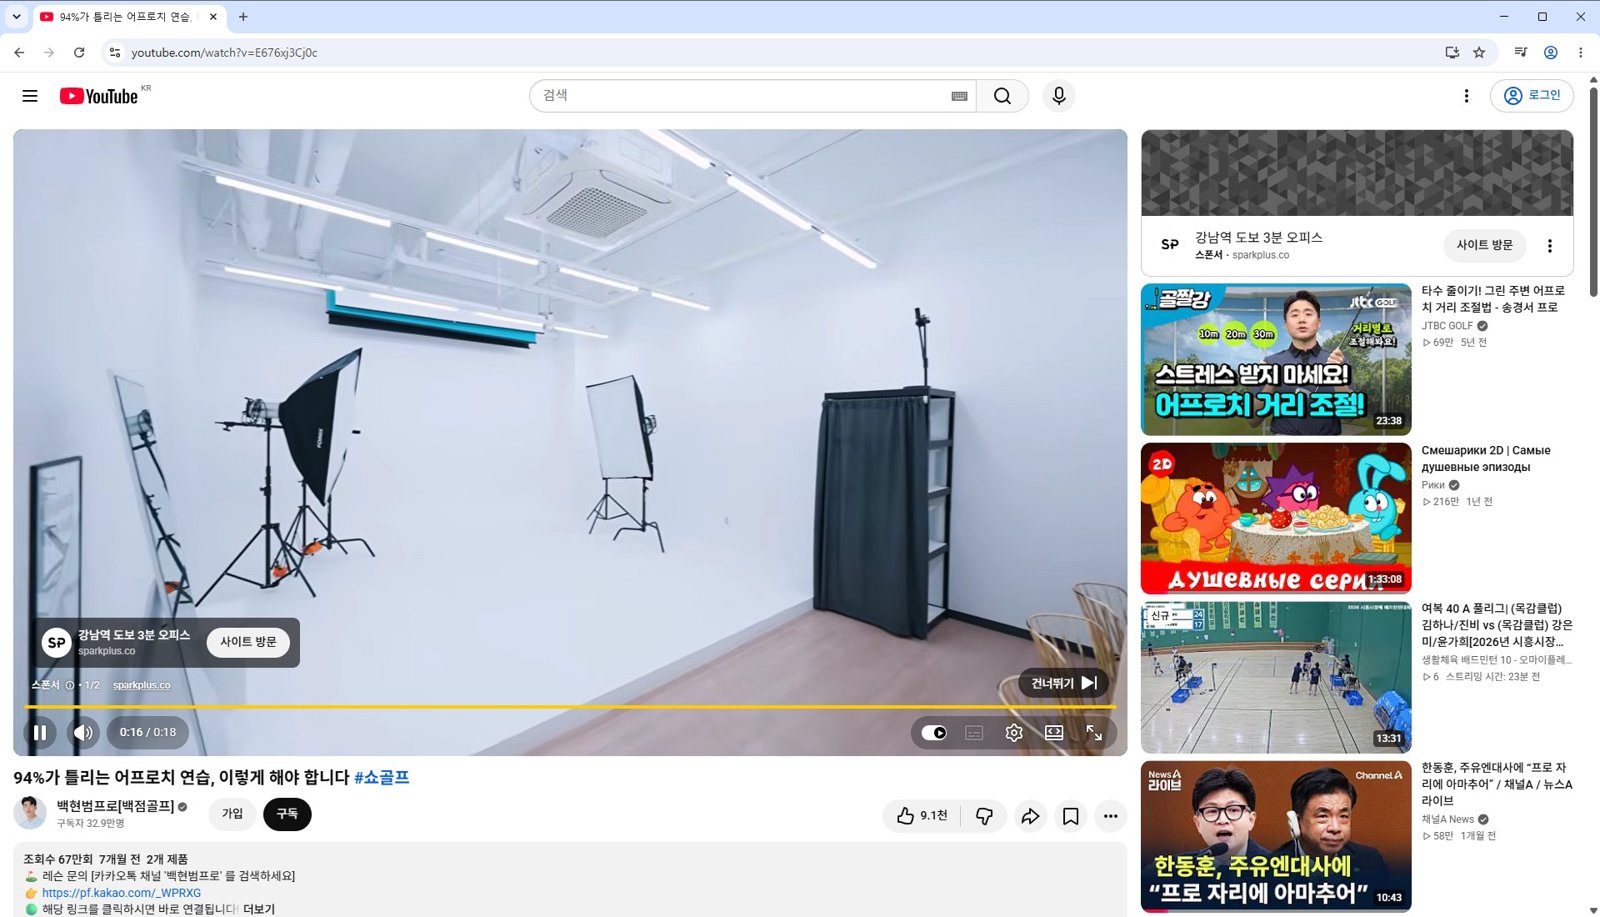 94%가 틀리는 어프로치 연습,
youtube.com/watch?v=E676xj3Cj0c
YouTube KR
검색
로그인
SP 강남역 도보 3분 오피스
sparkplus.co
사이트 방문
스폰서 · 1/2 sparkplus.co
건너뛰기
0:16 / 0:18
94%가 틀리는 어프로치 연습, 이렇게 해야 합니다 #쇼골프
백현범프로[백점골프]
구독자 32.9만명
가입
구독
9.1천
조회수 67만회 7개월 전 2개 제품
레슨 문의 [카카오톡 채널 '백현범프로' 를 검색하세요]
https://pf.kakao.com/_WPRXG
해당 링크를 클릭하시면 바로 연결됩니다! 더보기
SP 강남역 도보 3분 오피스
스폰서 · sparkplus.co
사이트 방문
골짤강
JTBC GOLF
10m 20m 30m
거리별로
조절해봐요!
스트레스 받지 마세요!
어프로치 거리 조절!
23:38
타수 줄이기! 그린 주변 어프로
치 거리 조절법 - 송경서 프로
JTBC GOLF
69만 5년 전
2D
ДУШЕВНЫЕ СЕРИИ
1:33:08
Смешарики 2D | Самые
душевные эпизоды
Рики
216만 1년 전
신규
24
17
13:31
여복 40 A 풀리그| (목감클럽)
김하나/진비 vs (목감클럽) 강은
미/윤가희[2026년 시흥시장...
생활체육 배드민턴 10 - 오마이플레...
6 스트리밍 시간: 23분 전
News A
라이브
Channel A
한동훈, 주유엔대사에
“프로 자리에 아마추어”
10:43
한동훈, 주유엔대사에 “프로 자
리에 아마추어” / 채널A / 뉴스A
라이브
채널A News
58만 1개월 전